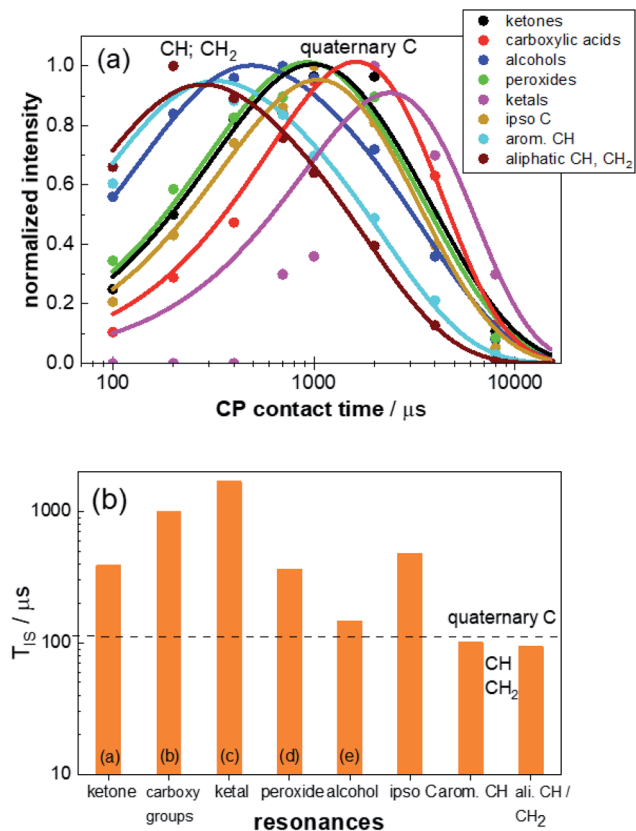 (a)
CH; CH2
quaternary C
ketones
carboxylic acids
alcohols
peroxides
ketals
ipso C
arom. CH
aliphatic CH, CH2
normalized intensity
1.0
0.8
0.6
0.4
0.2
0.0
100
1000
10000
CP contact time / μs
(b)
TIS / μs
1000
100
10
quaternary C
CH
CH2
(a)
(b)
(c)
(d)
(e)
ketone
carboxy
groups
ketal
peroxide
alcohol
ipso C
arom. CH
ali. CH /
CH2
resonances